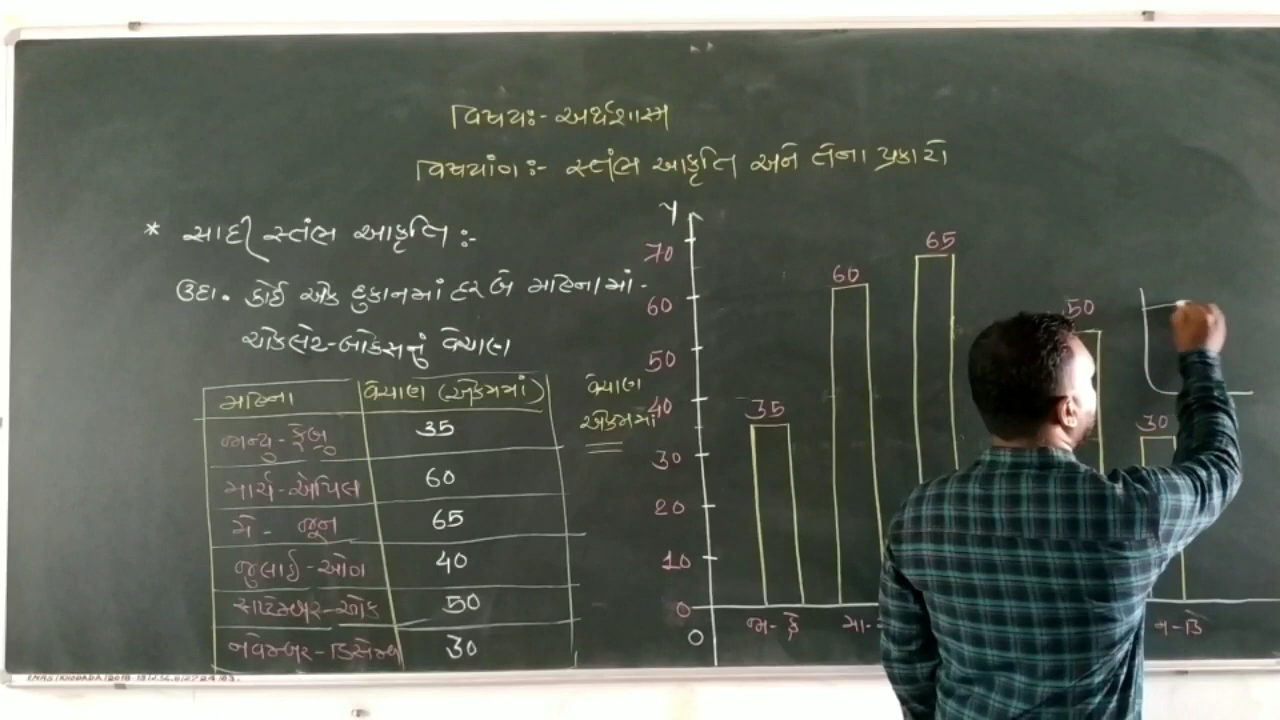 વિષય:- અર્થશાસ્ત્ર
વિષયાંગ:- સ્તંભ આકૃતિ અને તેના પ્રકારો
* સાદી સ્તંભ આકૃતિ:-
ઉદા. કોઈ એક દુકાનમાં દર બે મહિનામાં
ચોકલેટ-બોક્સનું વેચાણ
મહિના વેચાણ (એકમમાં)
જાન્યુ-ફેબ્રુ 35
માર્ચ-એપ્રિલ 60
મે - જૂન 65
જુલાઈ-ઓગ 40
સપ્ટેમ્બર-ઓક 50
નવેમ્બર-ડિસેમ્બ 30
વેચાણ
એકમમાં
Y
70
60
50
40
30
20
10
0
0
35
60
65
50
30
જા-ફે
મા-
ન-ડિ